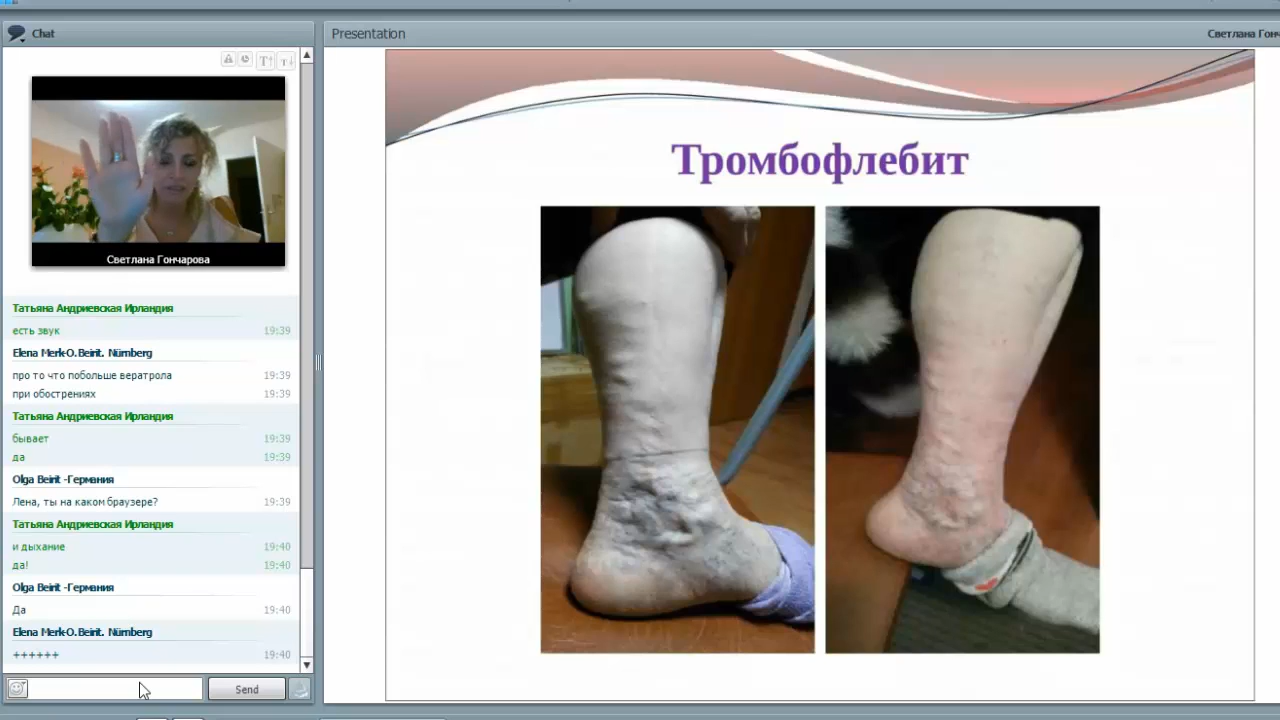 Chat
Presentation
Светлана Гонч
Светлана Гончарова
Татьяна Андриевская Ирландия
есть звук 19:39
Elena Merk-O.Beirit. Nürnberg
про то что побольше вератрола 19:39
при обострениях 19:39
Татьяна Андриевская Ирландия
бывает 19:39
да 19:39
Olga Beirit -Германия
Лена, ты на каком браузере? 19:39
Татьяна Андриевская Ирландия
и дыхание 19:40
да! 19:40
Olga Beirit -Германия
Да 19:40
Elena Merk-O.Beirit. Nürnberg
++++++ 19:40
Send
Тромбофлебит